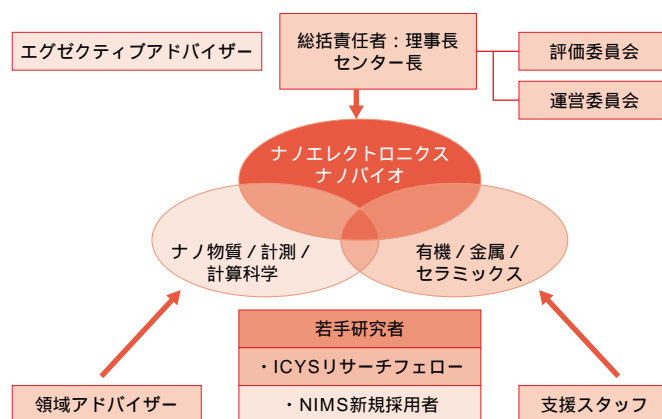 エグゼクティブアドバイザー
総括責任者：理事長
センター長
評価委員会
運営委員会
ナノエレクトロニクス
ナノバイオ
ナノ物質 / 計測 /
計算科学
有機 / 金属 /
セラミックス
若手研究者
・ICYSリサーチフェロー
・NIMS新規採用者
領域アドバイザー
支援スタッフ